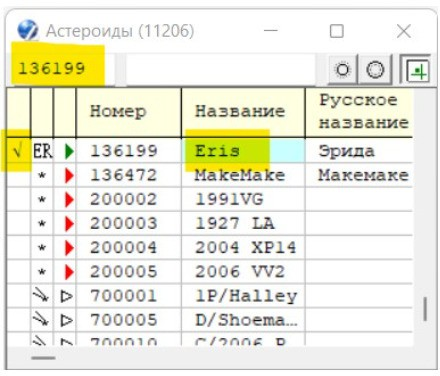 Астероиды (11206)
136199
Номер Название Русское название
√ ER 136199 Eris Эрида
* 136472 MakeMake Макемаке
* 200002 1991VG
* 200003 1927 LA
* 200004 2004 XP14
* 200005 2006 VV2
700001 1P/Halley
700005 D/Shoema...
700010 C/2006 P